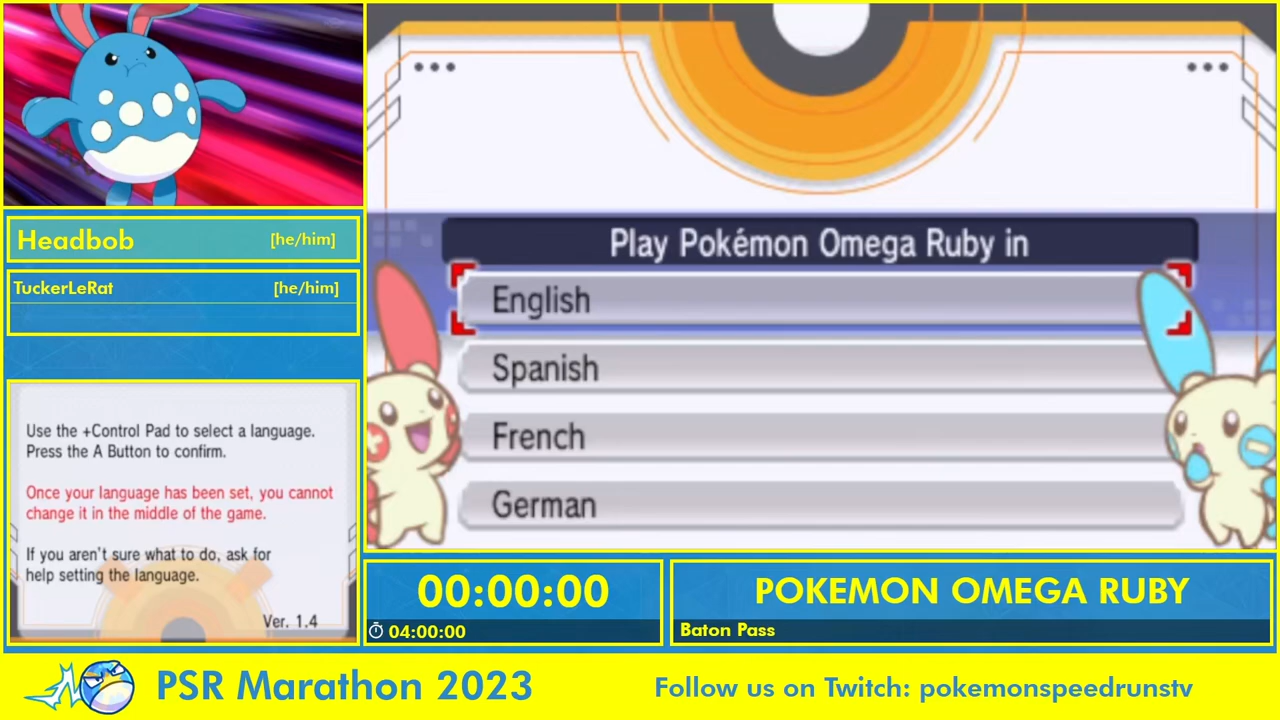 Play Pokémon Omega Ruby in
English
Spanish
French
German
Headbob [he/him]
TuckerLeRat [he/him]
Use the +Control Pad to select a language.
Press the A Button to confirm.
Once your language has been set, you cannot
change it in the middle of the game.
If you aren't sure what to do, ask for
help setting the language.
Ver. 1.4
00:00:00
04:00:00
POKEMON OMEGA RUBY
Baton Pass
PSR Marathon 2023
Follow us on Twitch: pokemonspeedrunstv